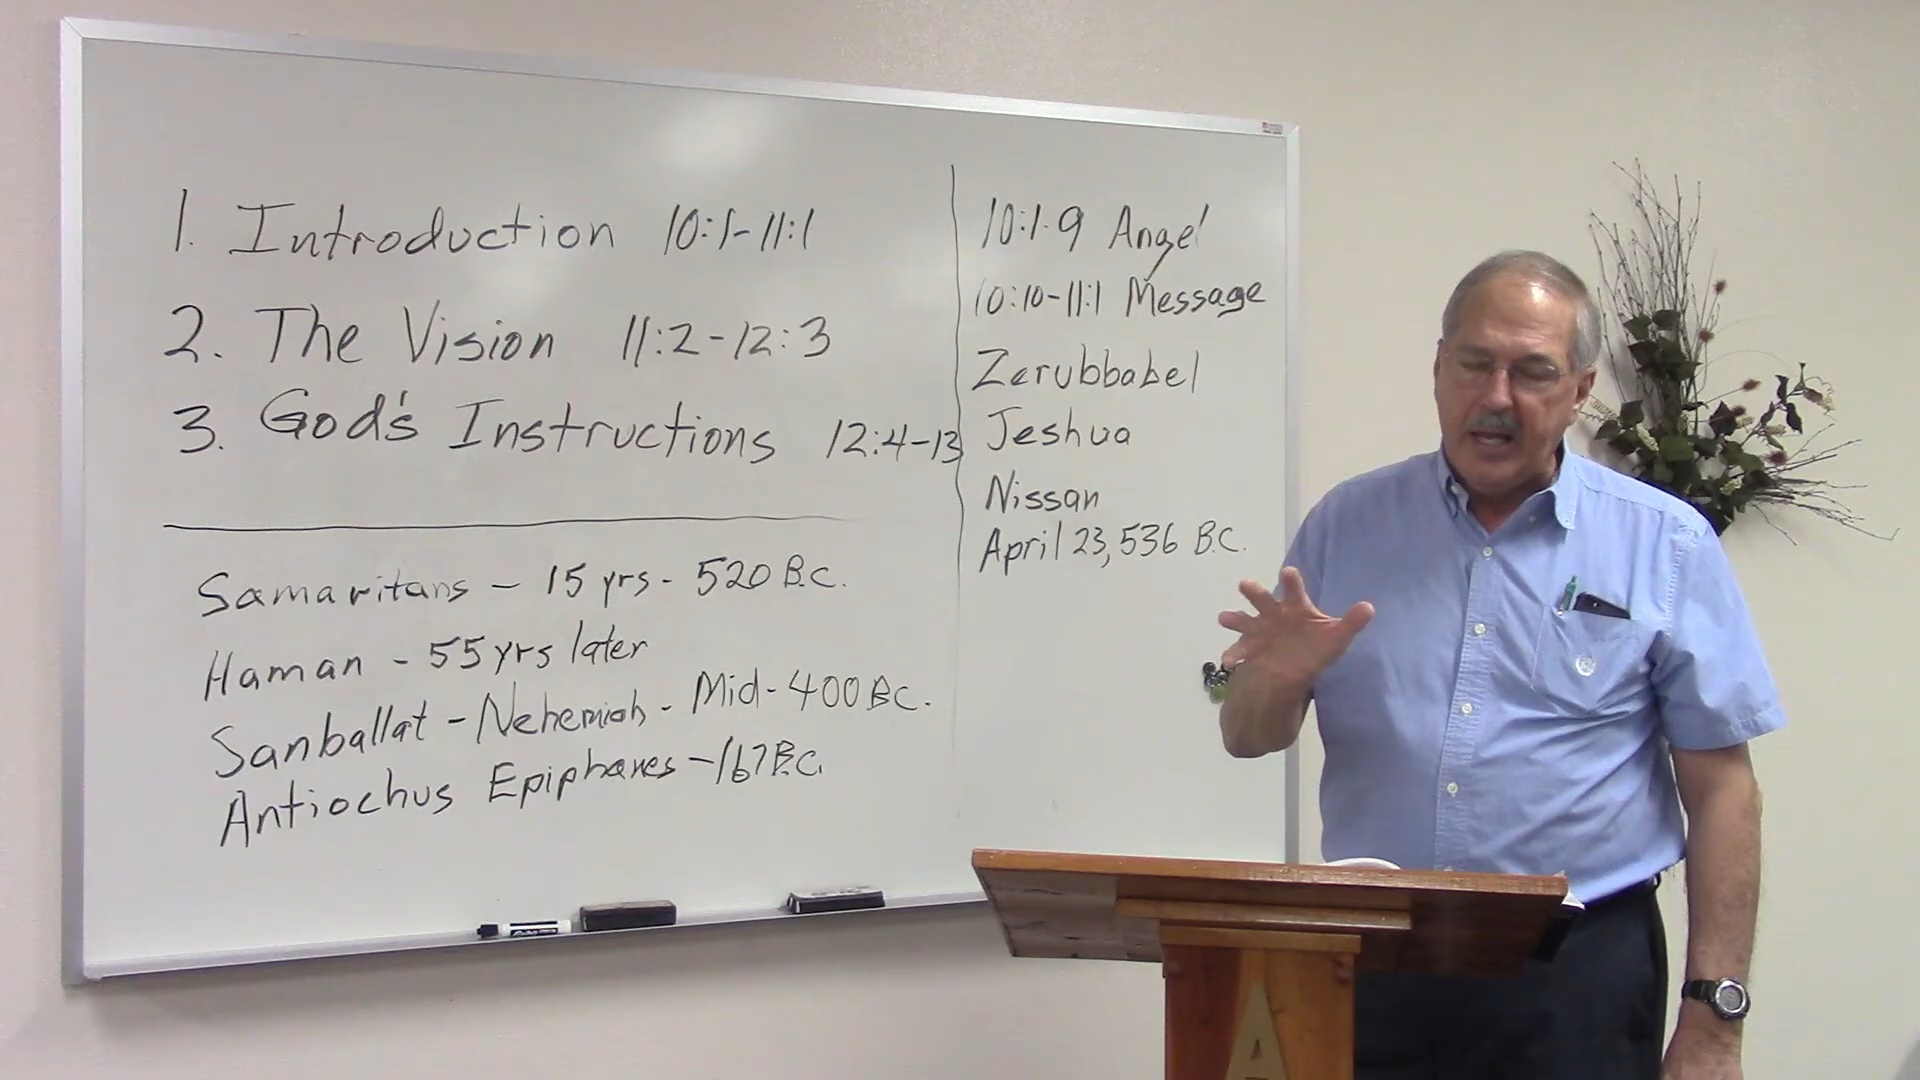 1. Introduction 10:1-11:1
2. The Vision 11:2-12:3
3. God's Instructions 12:4-13
Samaritans - 15 yrs - 520 B.C.
Haman - 55 yrs later
Sanballat - Nehemiah - Mid-400 BC.
Antiochus Epiphanes - 167 B.C.
10:1-9 Angel
10:10-11:1 Message
Zerubbabel
Jeshua
Nissan
April 23, 536 B.C.
A